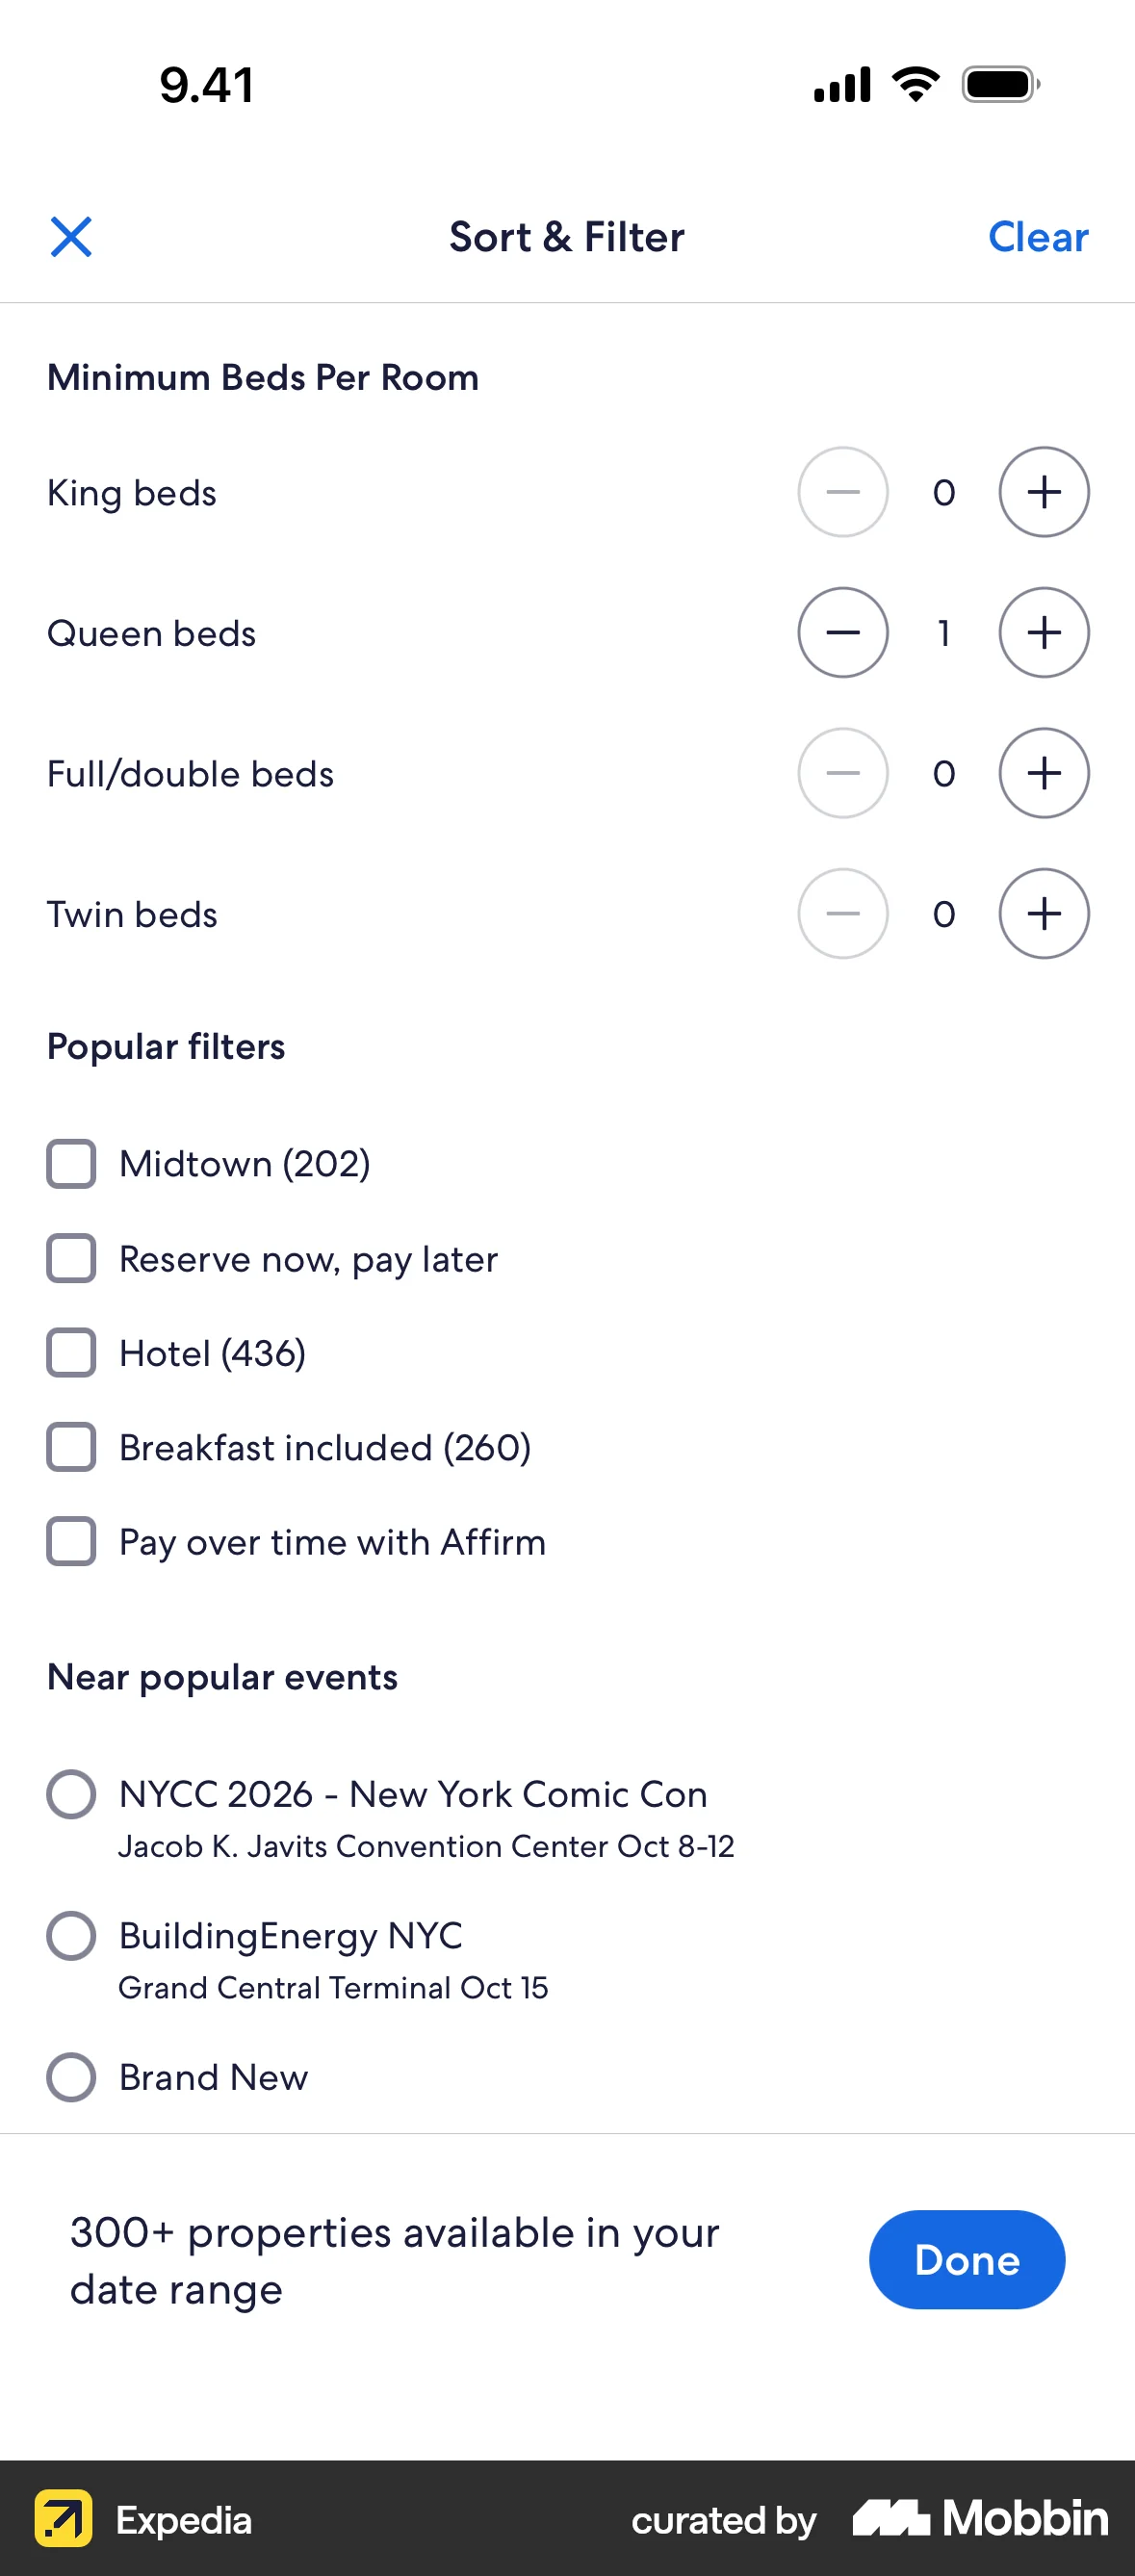 9.41
Sort & Filter
Clear
Minimum Beds Per Room
King beds
0
Queen beds
1
Full/double beds
0
Twin beds
0
Popular filters
Midtown (202)
Reserve now, pay later
Hotel (436)
Breakfast included (260)
Pay over time with Affirm
Near popular events
NYCC 2026 - New York Comic Con
Jacob K. Javits Convention Center Oct 8-12
BuildingEnergy NYC
Grand Central Terminal Oct 15
Brand New
300+ properties available in your
date range
Done
Expedia
curated by
Mobbin